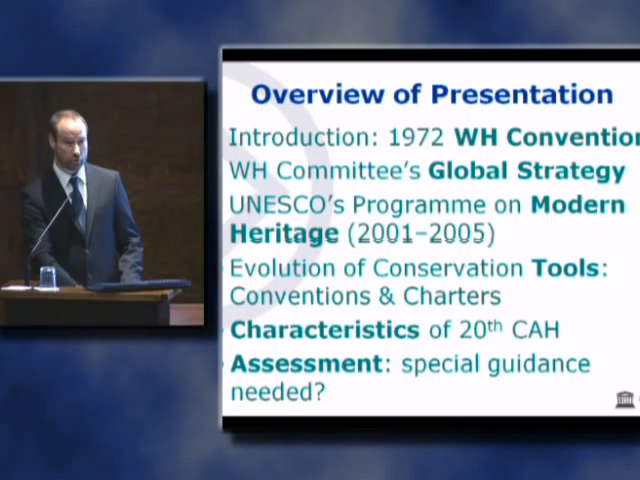 Overview of Presentation
Introduction: 1972 WH Convention
WH Committee's Global Strategy
UNESCO's Programme on Modern
Heritage (2001–2005)
Evolution of Conservation Tools:
Conventions & Charters
Characteristics of 20th CAH
Assessment: special guidance
needed?